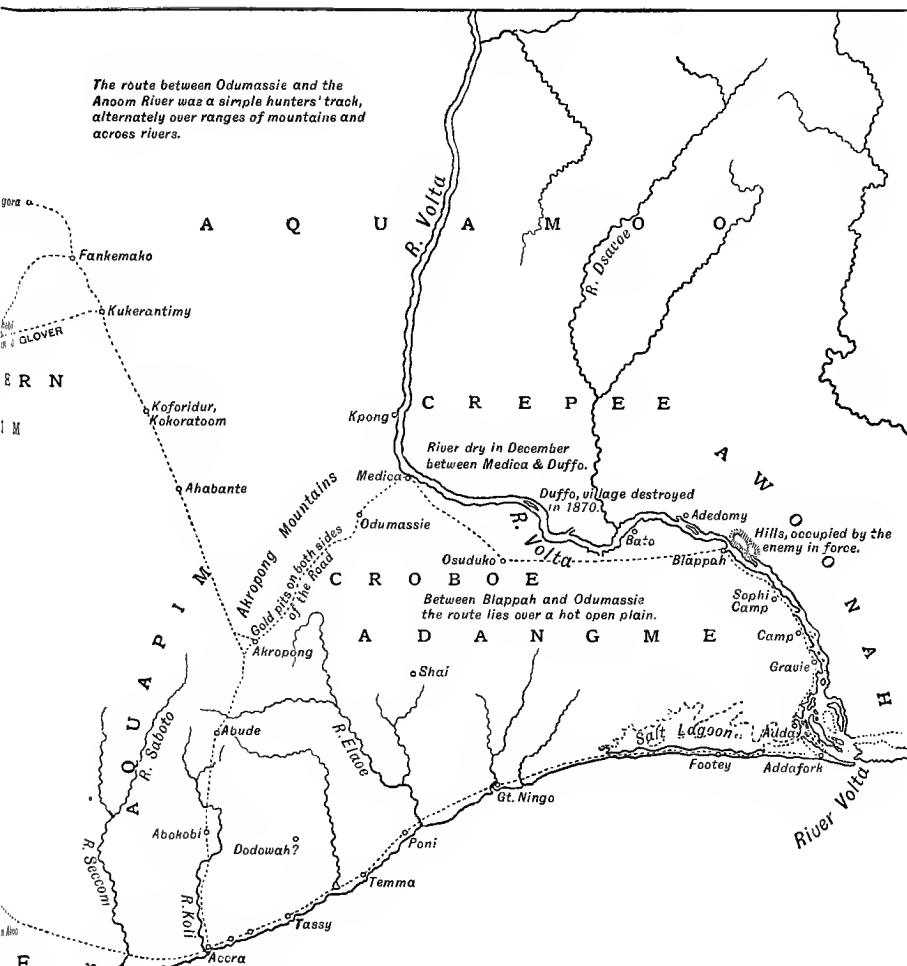 The route between Odumassie and the
Anoom River was a simple hunters' track,
alternately over ranges of mountains and
across rivers.
gora
A Q U A M O O
R. Volta
R. Dsavoe
Fankemako
Kukerantimy
GLOVER
E R N
Koforidur,
Kokoratoom
Kpong
C R E P E E
River dry in December
between Medica & Duffo.
Medica
Ahabante
Akropong Mountains
Duffo, village destroyed
in 1870.
Odumassie
R. Volta
Bato
Adedomy
A W O O N A H
Hills, occupied by the
enemy in force.
Blappah
Osuduko
Gold pits on both sides
of the Road
C R O B O E
Between Blappah and Odumassie
the route lies over a hot open plain.
Sophi
Camp
Camp
A D A N G M E
Gravie
Akropong
A Q U A P I M
Shai
R. Saboto
Abude
R. Elaoe
Salt Lagoon
Adda
Footey
Addafork
River Volta
Gt. Ningo
Abokobi
Dodowah?
Poni
R. Seccom
R. Koli
Temma
Tassy
Accra
E